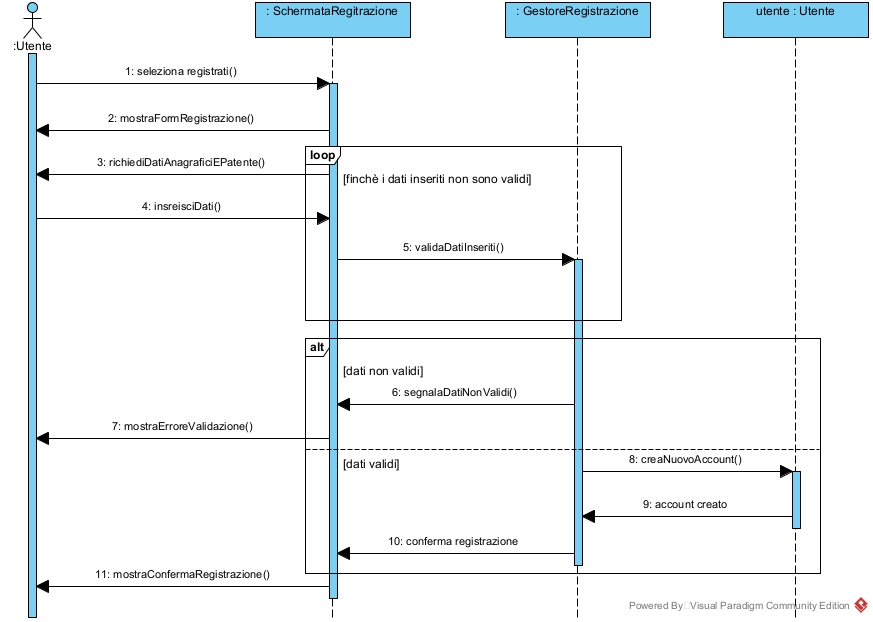 : SchermataRegitrazione
: GestoreRegistrazione
utente : Utente
:Utente
1: seleziona registrati()
2: mostraFormRegistrazione()
loop
3: richiediDatiAnagraficiEPatente()
[finchè i dati inseriti non sono validi]
4: insreisciDati()
5: validaDatiInseriti()
alt
[dati non validi]
6: segnalaDatiNonValidi()
7: mostraErroreValidazione()
[dati validi]
8: creaNuovoAccount()
9: account creato
10: conferma registrazione
11: mostraConfermaRegistrazione()
Powered By Visual Paradigm Community Edition